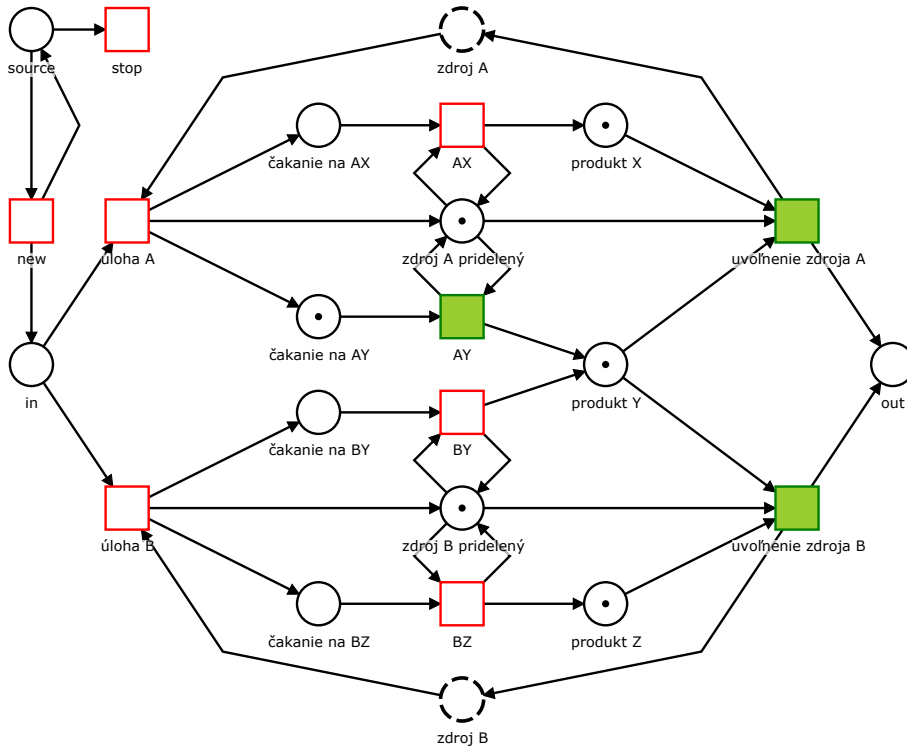 source
stop
zdroj A
čakanie na AX
AX
produkt X
new
úloha A
zdroj A pridelený
uvoľnenie zdroja A
čakanie na AY
AY
in
produkt Y
out
čakanie na BY
BY
úloha B
zdroj B pridelený
uvoľnenie zdroja B
čakanie na BZ
BZ
produkt Z
zdroj B